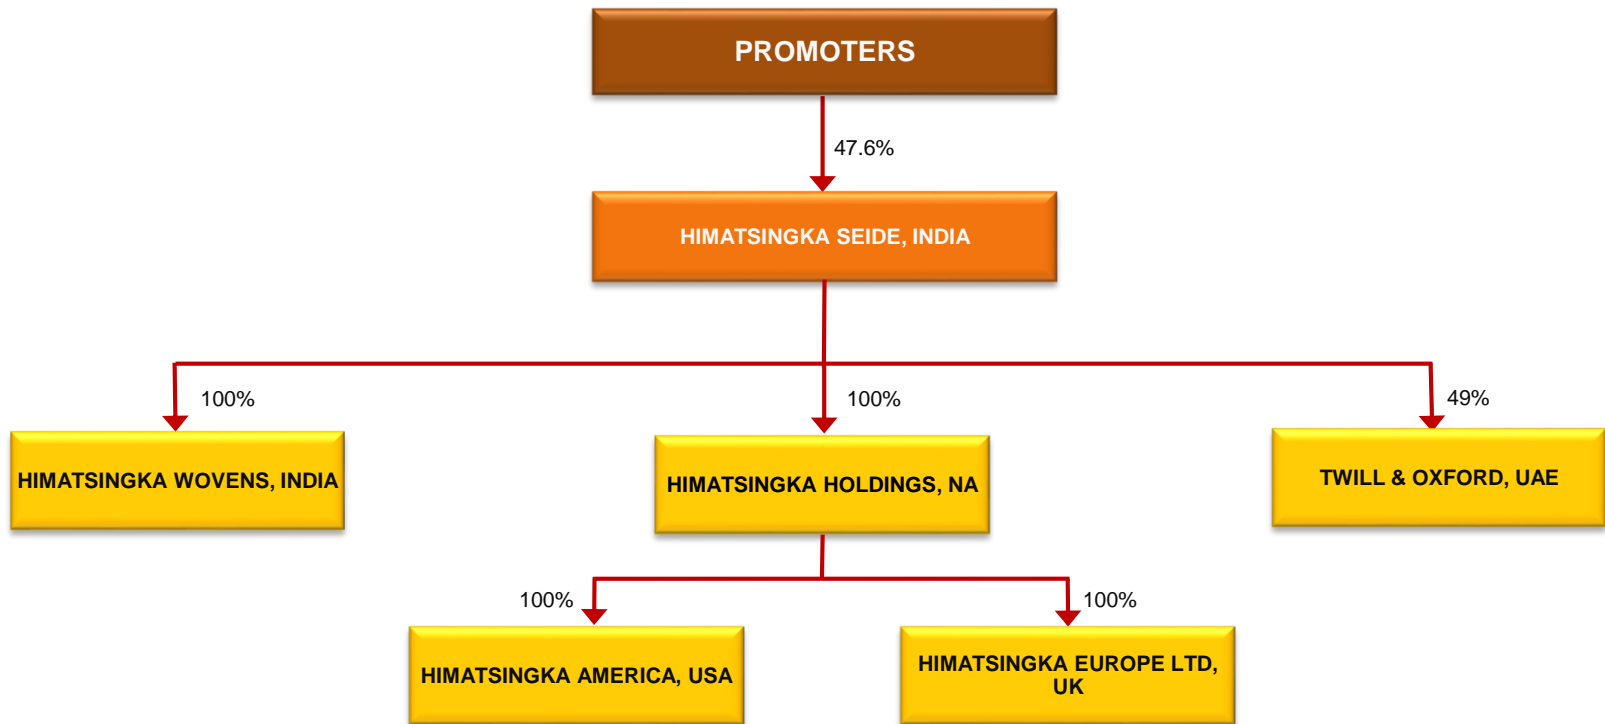 PROMOTERS
47.6%
HIMATSINGKA SEIDE, INDIA
100%
100%
49%
HIMATSINGKA WOVENS, INDIA
HIMATSINGKA HOLDINGS, NA
TWILL & OXFORD, UAE
100%
100%
HIMATSINGKA AMERICA, USA
HIMATSINGKA EUROPE LTD,
UK